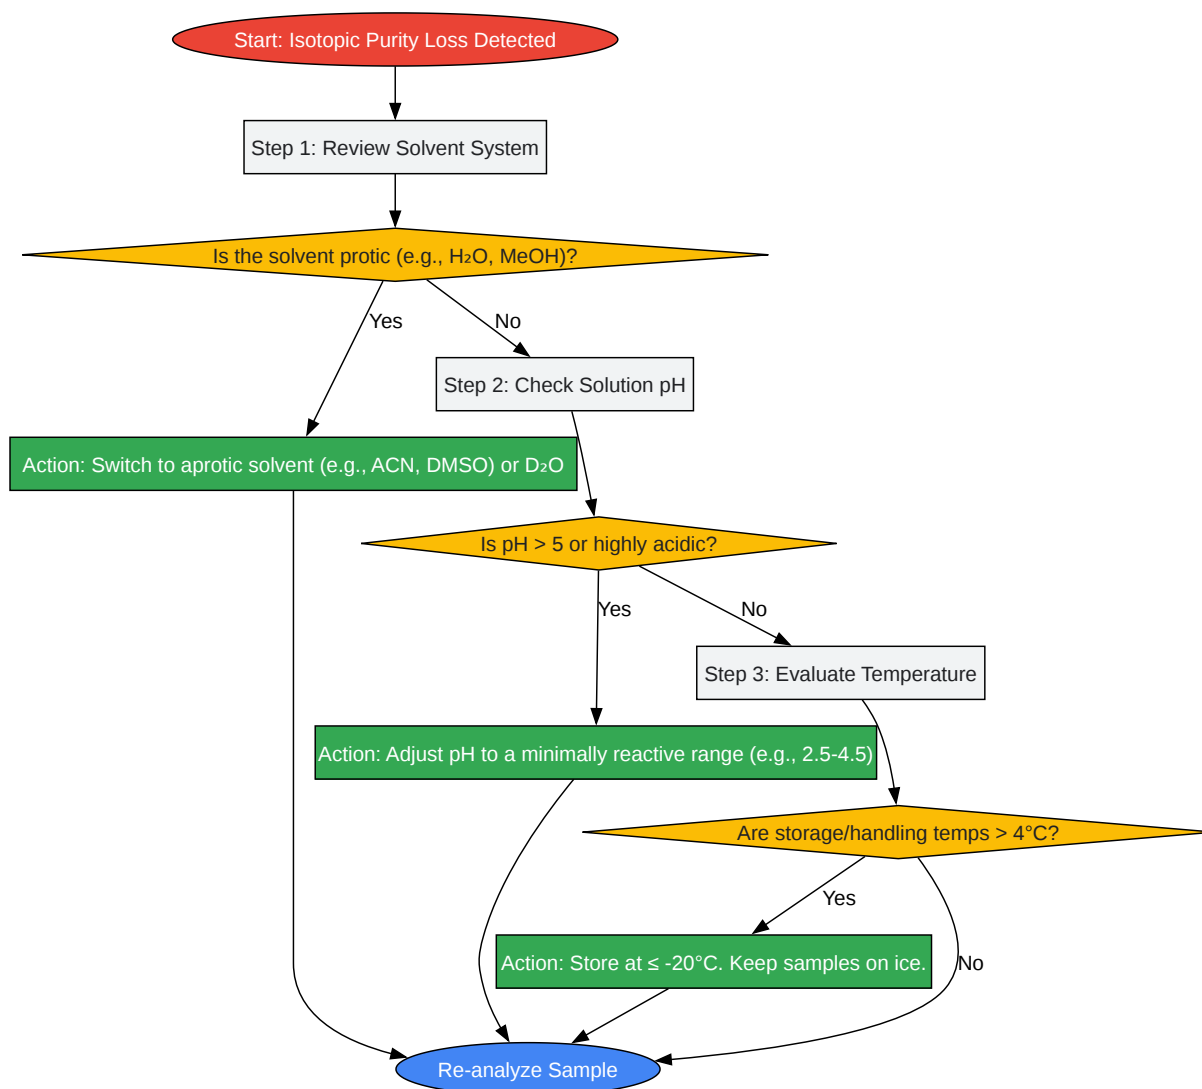 Start: Isotopic Purity Loss Detected
Step 1: Review Solvent System
Is the solvent protic (e.g., H₂O, MeOH)?
Yes
No
Step 2: Check Solution pH
Action: Switch to aprotic solvent (e.g., ACN, DMSO) or D₂O
Is pH > 5 or highly acidic?
Yes
No
Step 3: Evaluate Temperature
Action: Adjust pH to a minimally reactive range (e.g., 2.5-4.5)
Are storage/handling temps > 4°C?
Yes
Action: Store at ≤ -20°C. Keep samples on ice.
No
Re-analyze Sample